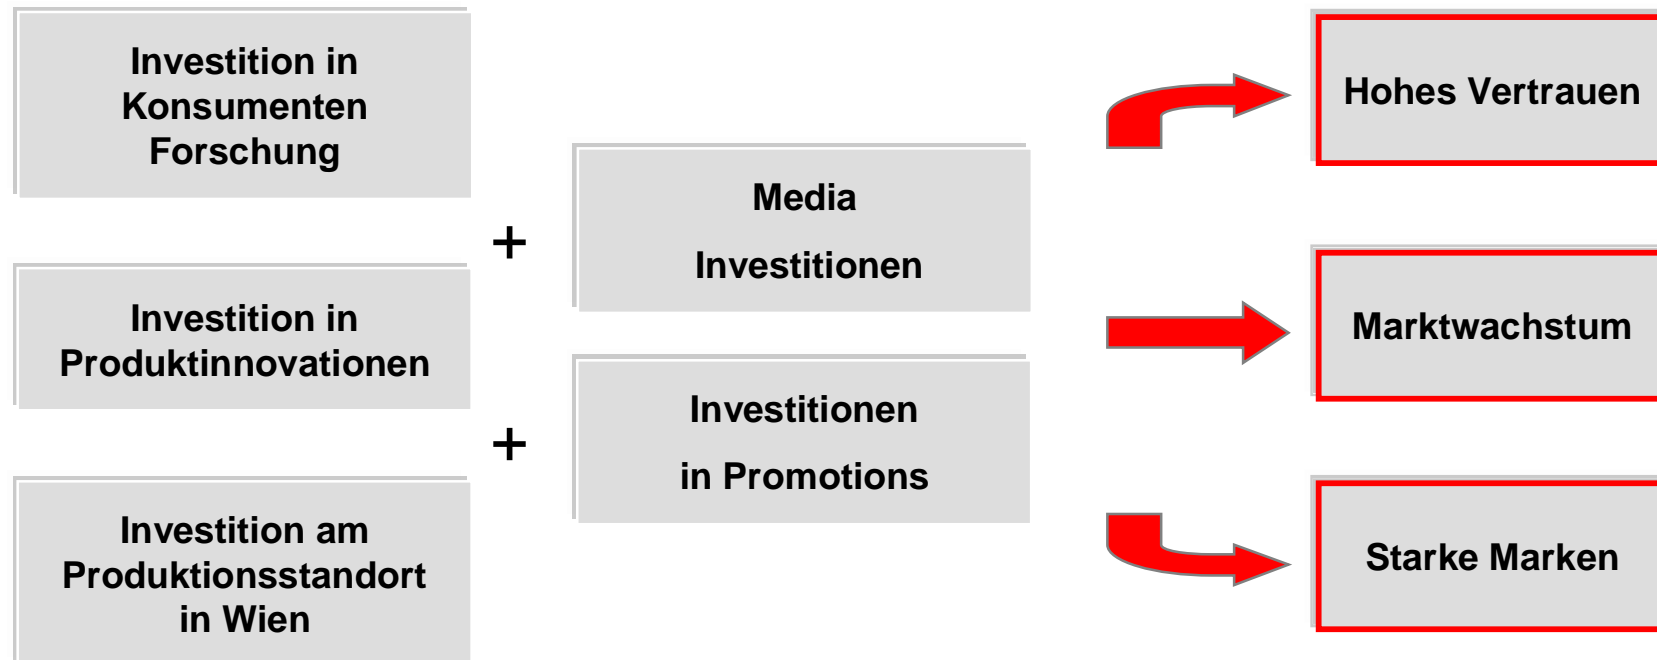 Investition in
Konsumenten
Forschung
+
Investition in
Produktinnovationen
+
Investition am
Produktionsstandort
in Wien
Media
Investitionen
Investitionen
in Promotions
Hohes Vertrauen
Marktwachstum
Starke Marken